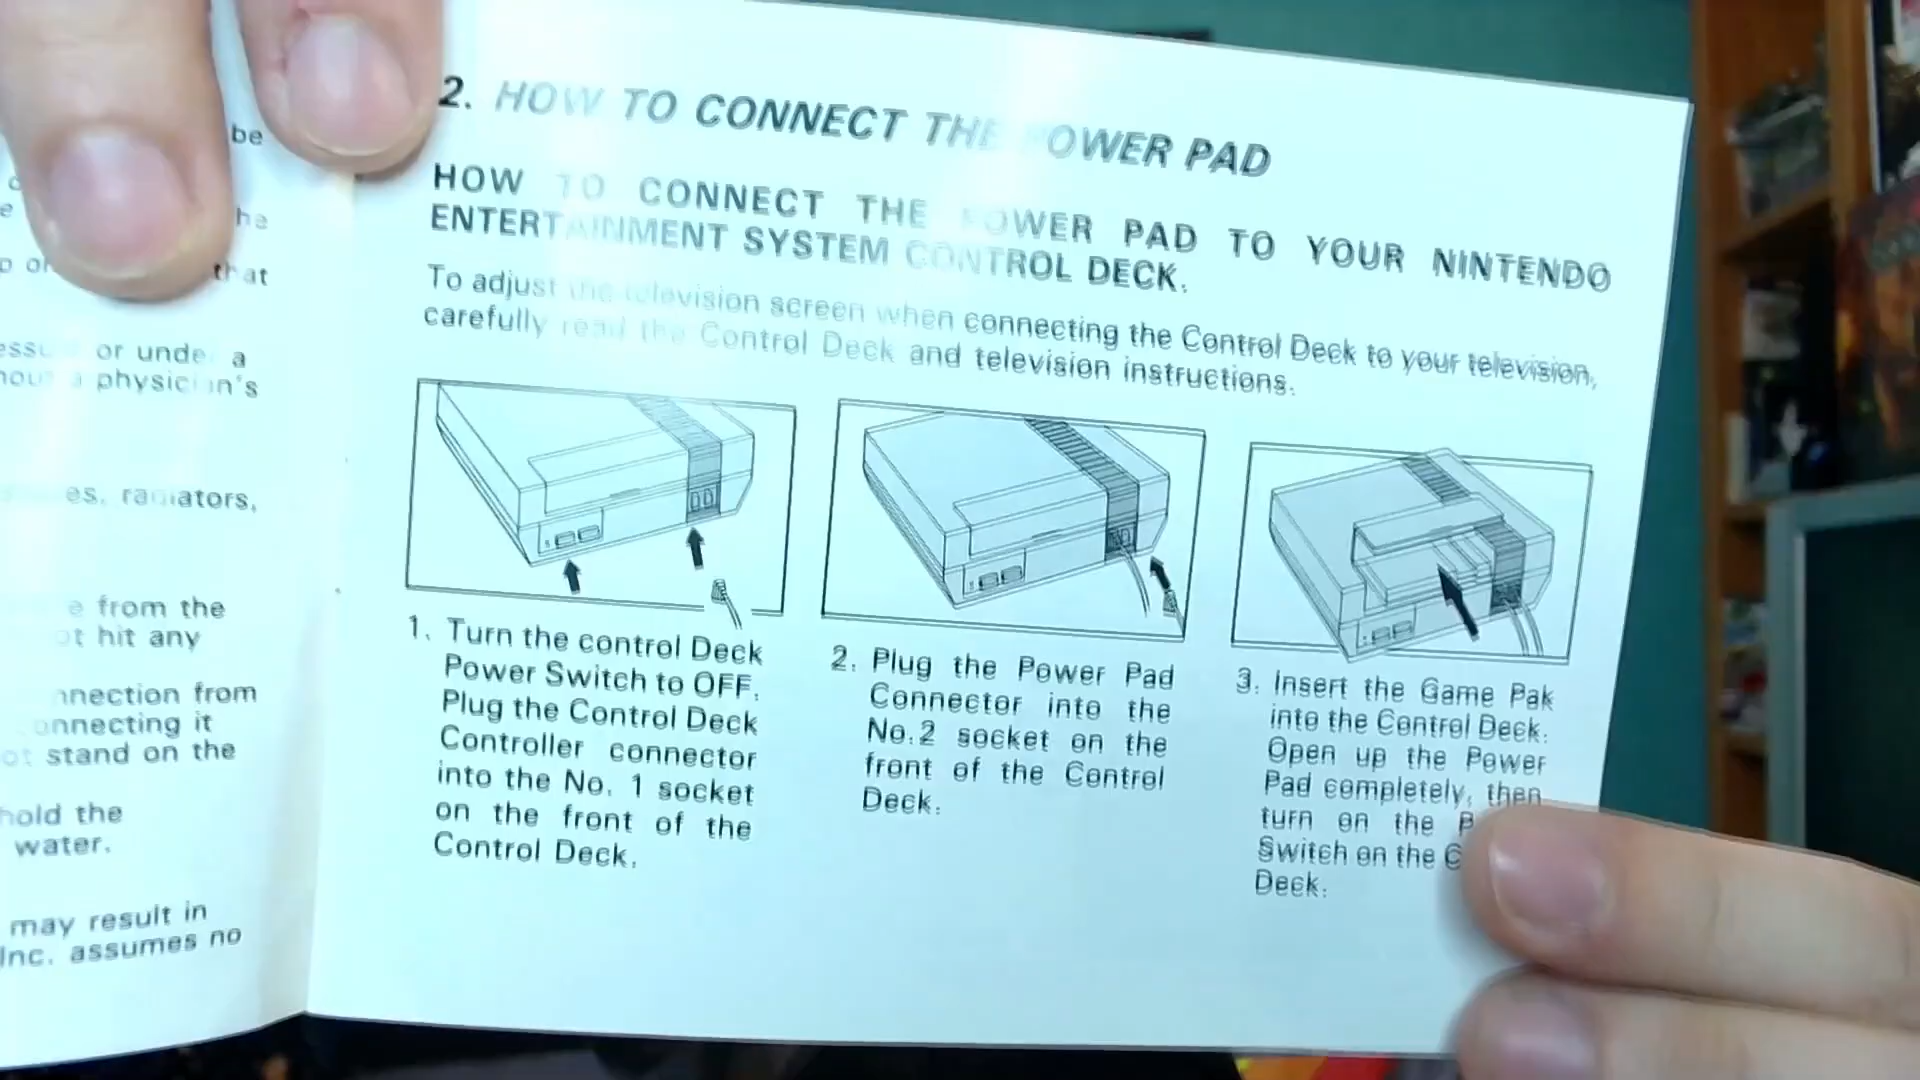 be
he
that
or under a
physician's
es, radiators,
e from the
ot hit any
nnection from
onnecting it
ot stand on the
hold the
water.
may result in
Inc. assumes no
2. HOW TO CONNECT THE POWER PAD
HOW TO CONNECT THE POWER PAD TO YOUR NINTENDO
ENTERTAINMENT SYSTEM CONTROL DECK.
To adjust the television screen when connecting the Control Deck to your television,
carefully read the Control Deck and television instructions.
1. Turn the control Deck
Power Switch to OFF.
Plug the Control Deck
Controller connector
into the No. 1 socket
on the front of the
Control Deck.
2. Plug the Power Pad
Connector into the
No.2 socket on the
front of the Control
Deck.
3. Insert the Game Pak
into the Control Deck.
Open up the Power
Pad completely, then
turn on the P
Switch on the C
Deck.